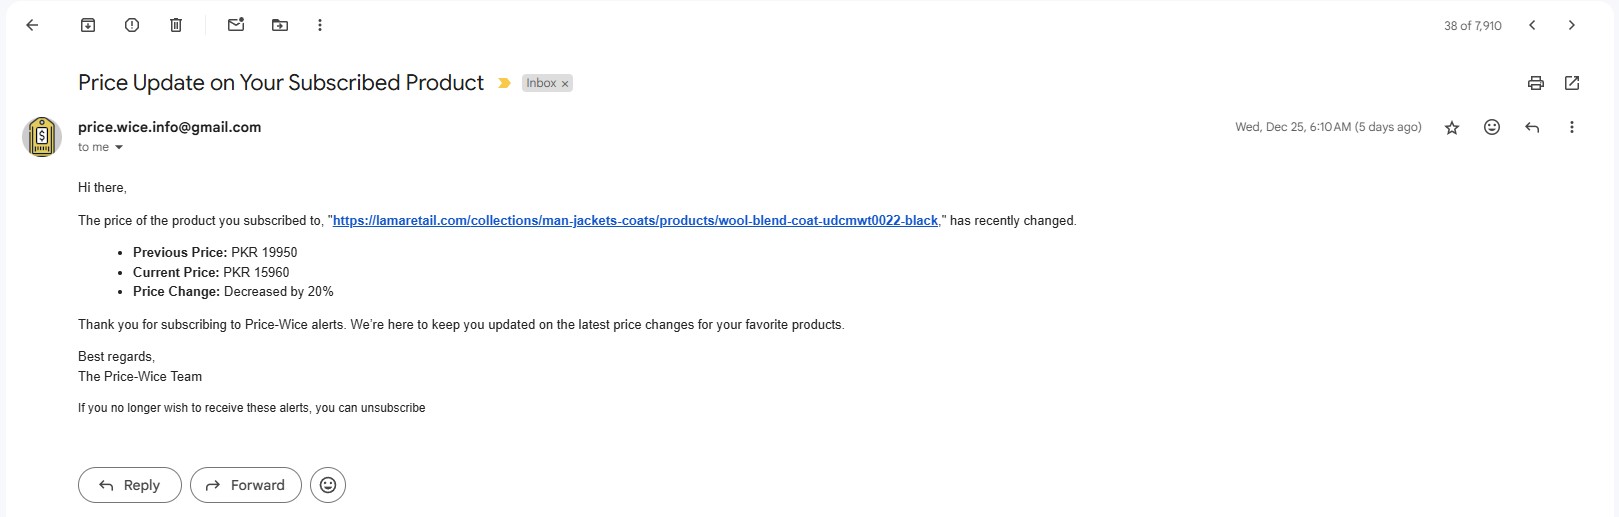 38 of 7,910
Price Update on Your Subscribed Product
Inbox ×
price.wice.info@gmail.com
Wed, Dec 25, 6:10 AM (5 days ago)
to me
Hi there,
The price of the product you subscribed to, "https://lamaretail.com/collections/man-jackets-coats/products/wool-blend-coat-udcmwt0022-black," has recently changed.
• Previous Price: PKR 19950
• Current Price: PKR 15960
• Price Change: Decreased by 20%
Thank you for subscribing to Price-Wice alerts. We're here to keep you updated on the latest price changes for your favorite products.
Best regards,
The Price-Wice Team
If you no longer wish to receive these alerts, you can unsubscribe
Reply
Forward